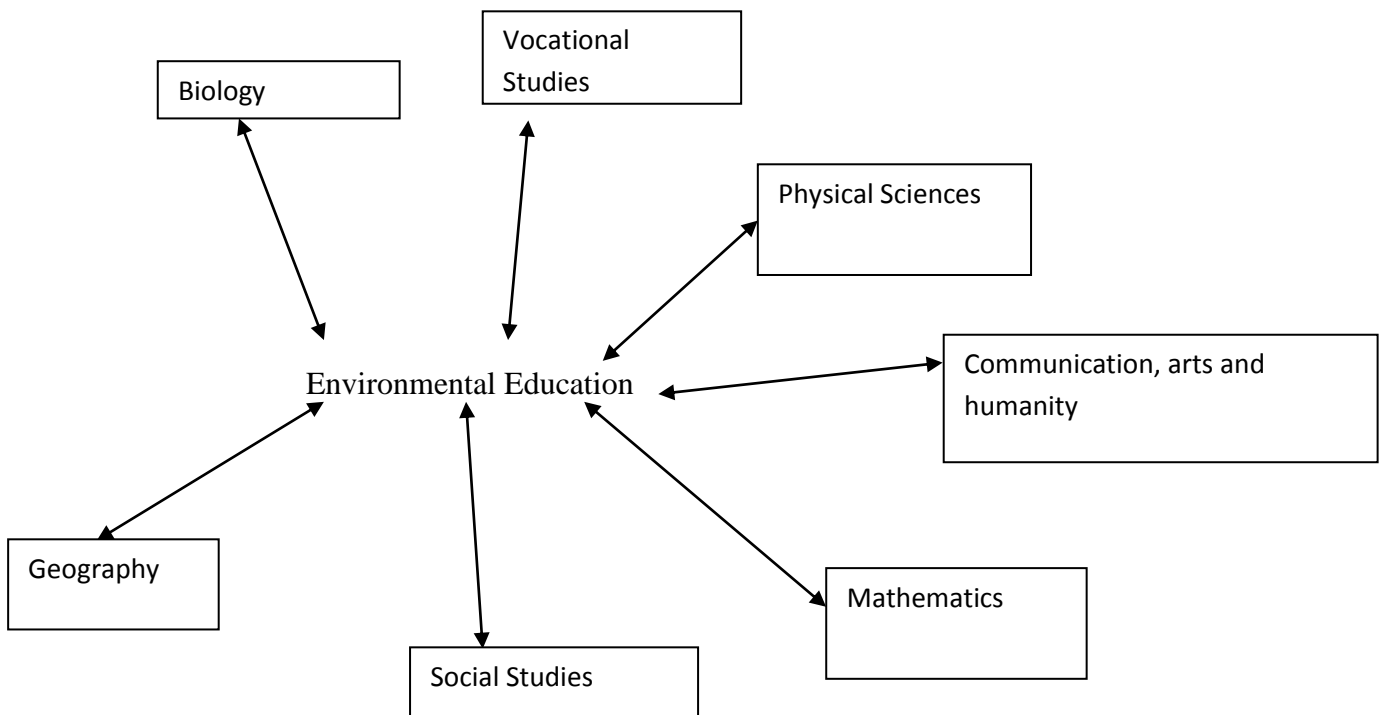 Vocational
Studies
Biology
Physical Sciences
Communication, arts and
humanity
Environmental Education
Geography
Mathematics
Social Studies